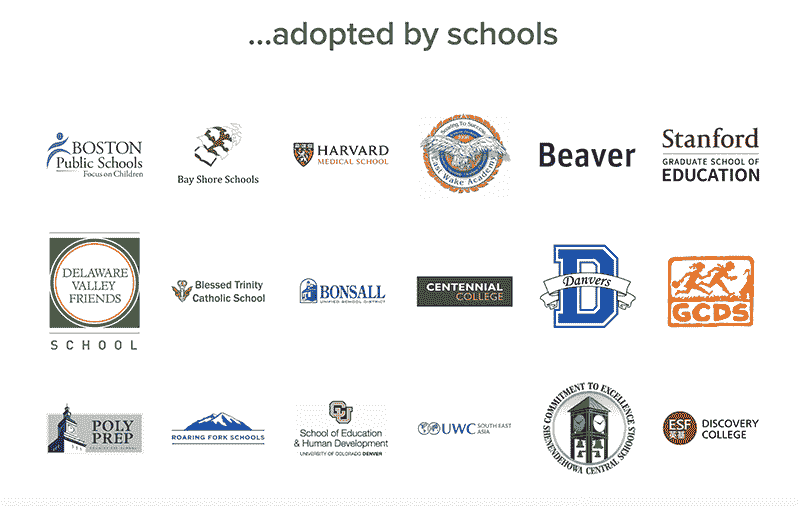 ...adopted by schools
BOSTON
Public Schools
Focus on Children
Bay Shore Schools
HARVARD
MEDICAL SCHOOL
Soaring To Success
East Wake Academy
Beaver
Stanford
GRADUATE SCHOOL OF
EDUCATION
DELAWARE
VALLEY
FRIENDS
SCHOOL
Blessed Trinity
Catholic School
BONSALL
UNIFIED SCHOOL DISTRICT
CENTENNIAL
COLLEGE
D
Danvers
GCDS
POLY
PREP
ROARING FORK SCHOOLS
CU
School of Education
& Human Development
UNIVERSITY OF COLORADO DENVER
UWC SOUTH EAST
ASIA
COMMITMENT TO EXCELLENCE
SHENENDEHOWA CENTRAL SCHOOLS
ESF
DISCOVERY
COLLEGE